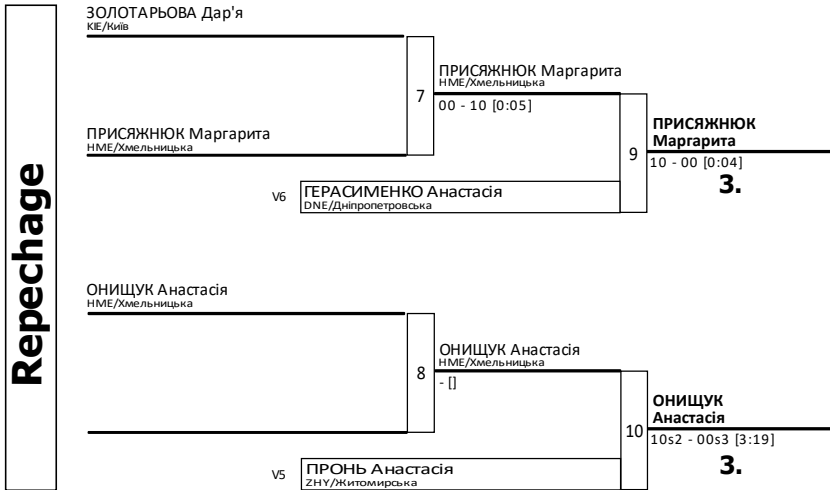 Repechage
ЗОЛОТАРЬОВА Дар'я
KIE/Київ
7
ПРИСЯЖНЮК Маргарита
HME/Хмельницька
00 - 10 [0:05]
ПРИСЯЖНЮК Маргарита
HME/Хмельницька
9
ПРИСЯЖНЮК
Маргарита
10 - 00 [0:04]
3.
V6
ГЕРАСИМЕНКО Анастасія
DNE/Дніпропетровська
ОНИЩУК Анастасія
HME/Хмельницька
8
ОНИЩУК Анастасія
HME/Хмельницька
- []
10
ОНИЩУК
Анастасія
10s2 - 00s3 [3:19]
3.
V5
ПРОНЬ Анастасія
ZHY/Житомирська